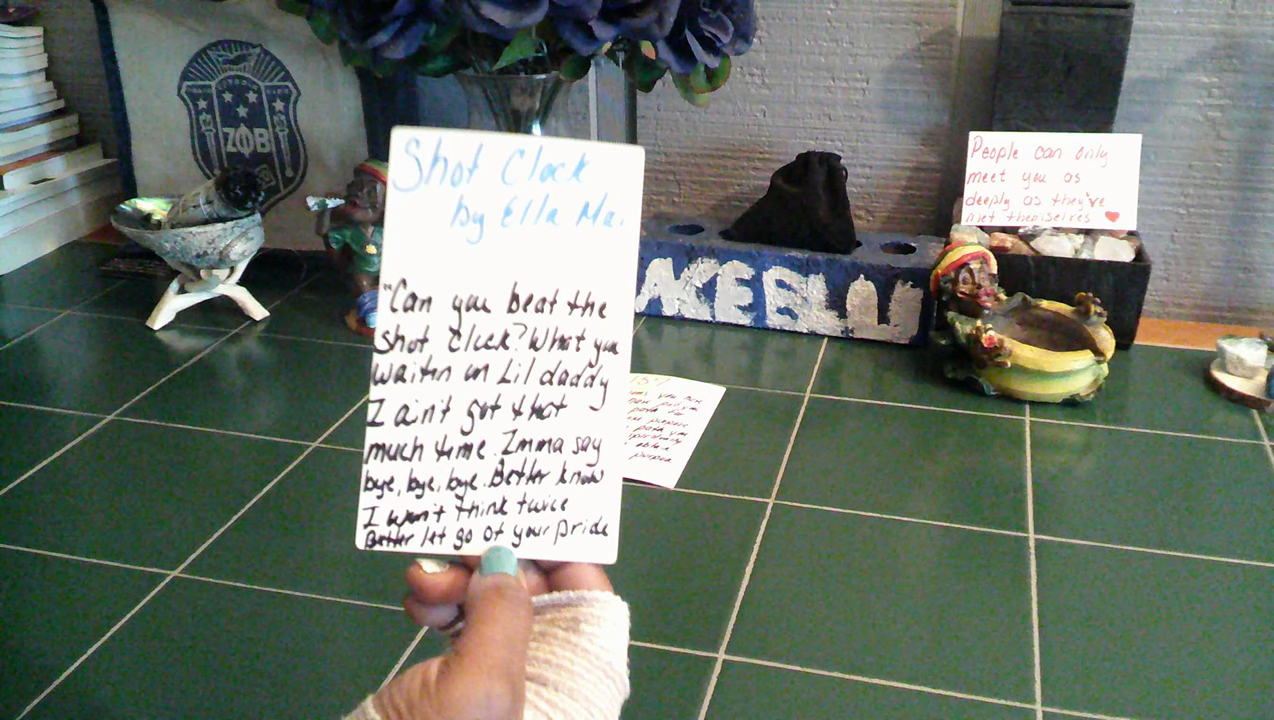 Shot Clock
by Ella Mai
"Can you beat the
shot clock? What you
waitin on Lil daddy
I ain't got that
much time. Imma say
bye, bye, bye. Better know
I won't think twice
Better let go of your pride
ZΦB
People can only
meet you as
deeply as they've
met themselves ♥